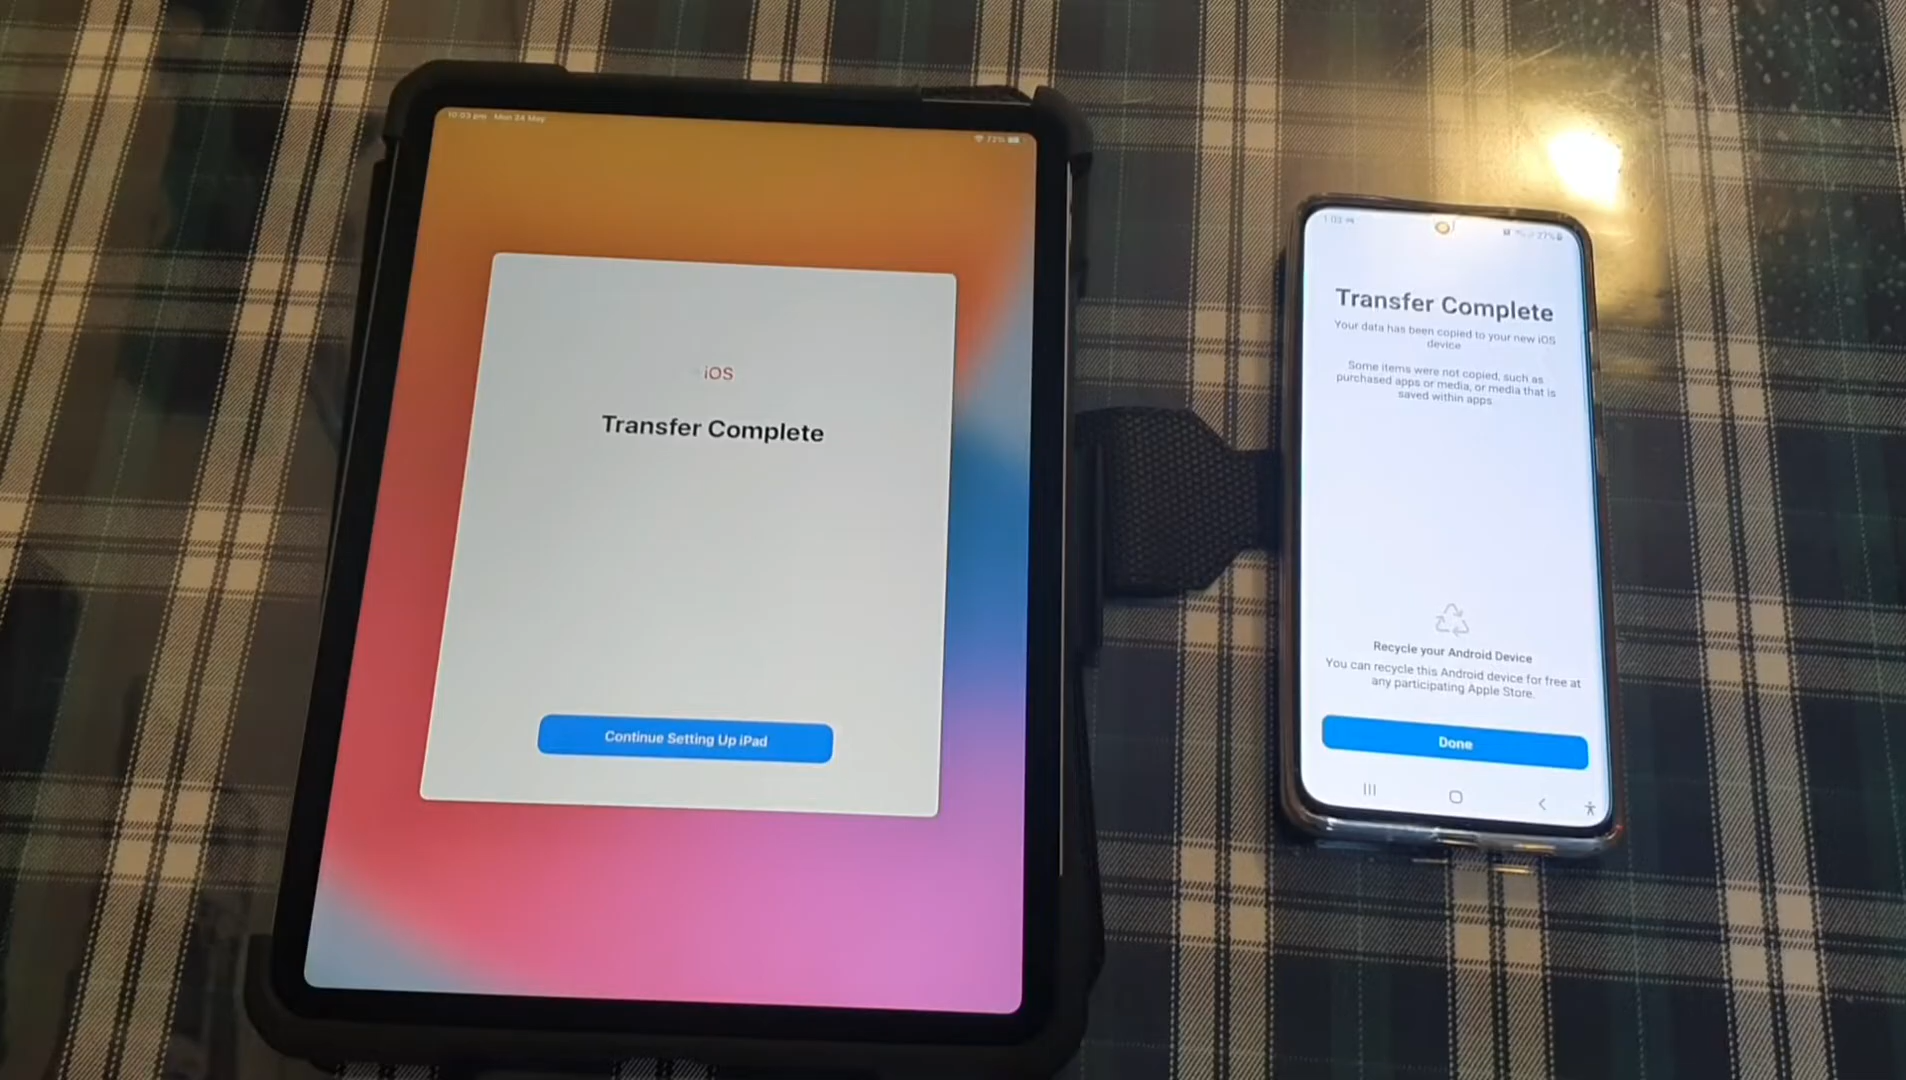 10:03 pm Mon 24 May
72%
iOS
Transfer Complete
Continue Setting Up iPad
Transfer Complete
Your data has been copied to your new iOS
device
Some items were not copied, such as
purchased apps or media, or media that is
saved within apps
Recycle your Android Device
You can recycle this Android device for free at
any participating Apple Store.
Done